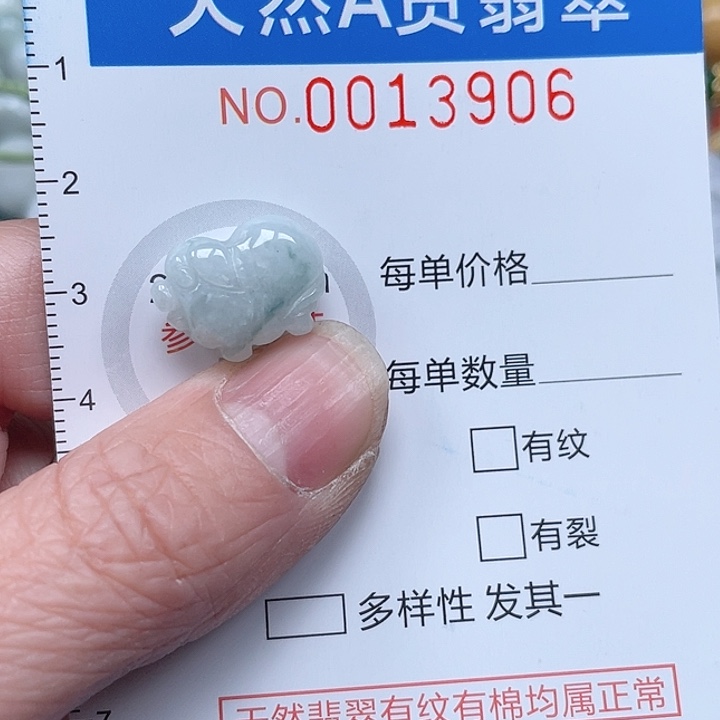 天然A货翡翠
1
NO.0013906
2
每单价格
3
参
每单数量
4
有纹
有裂
多样性 发其一
天然翡翠有纹有棉均属正常
7